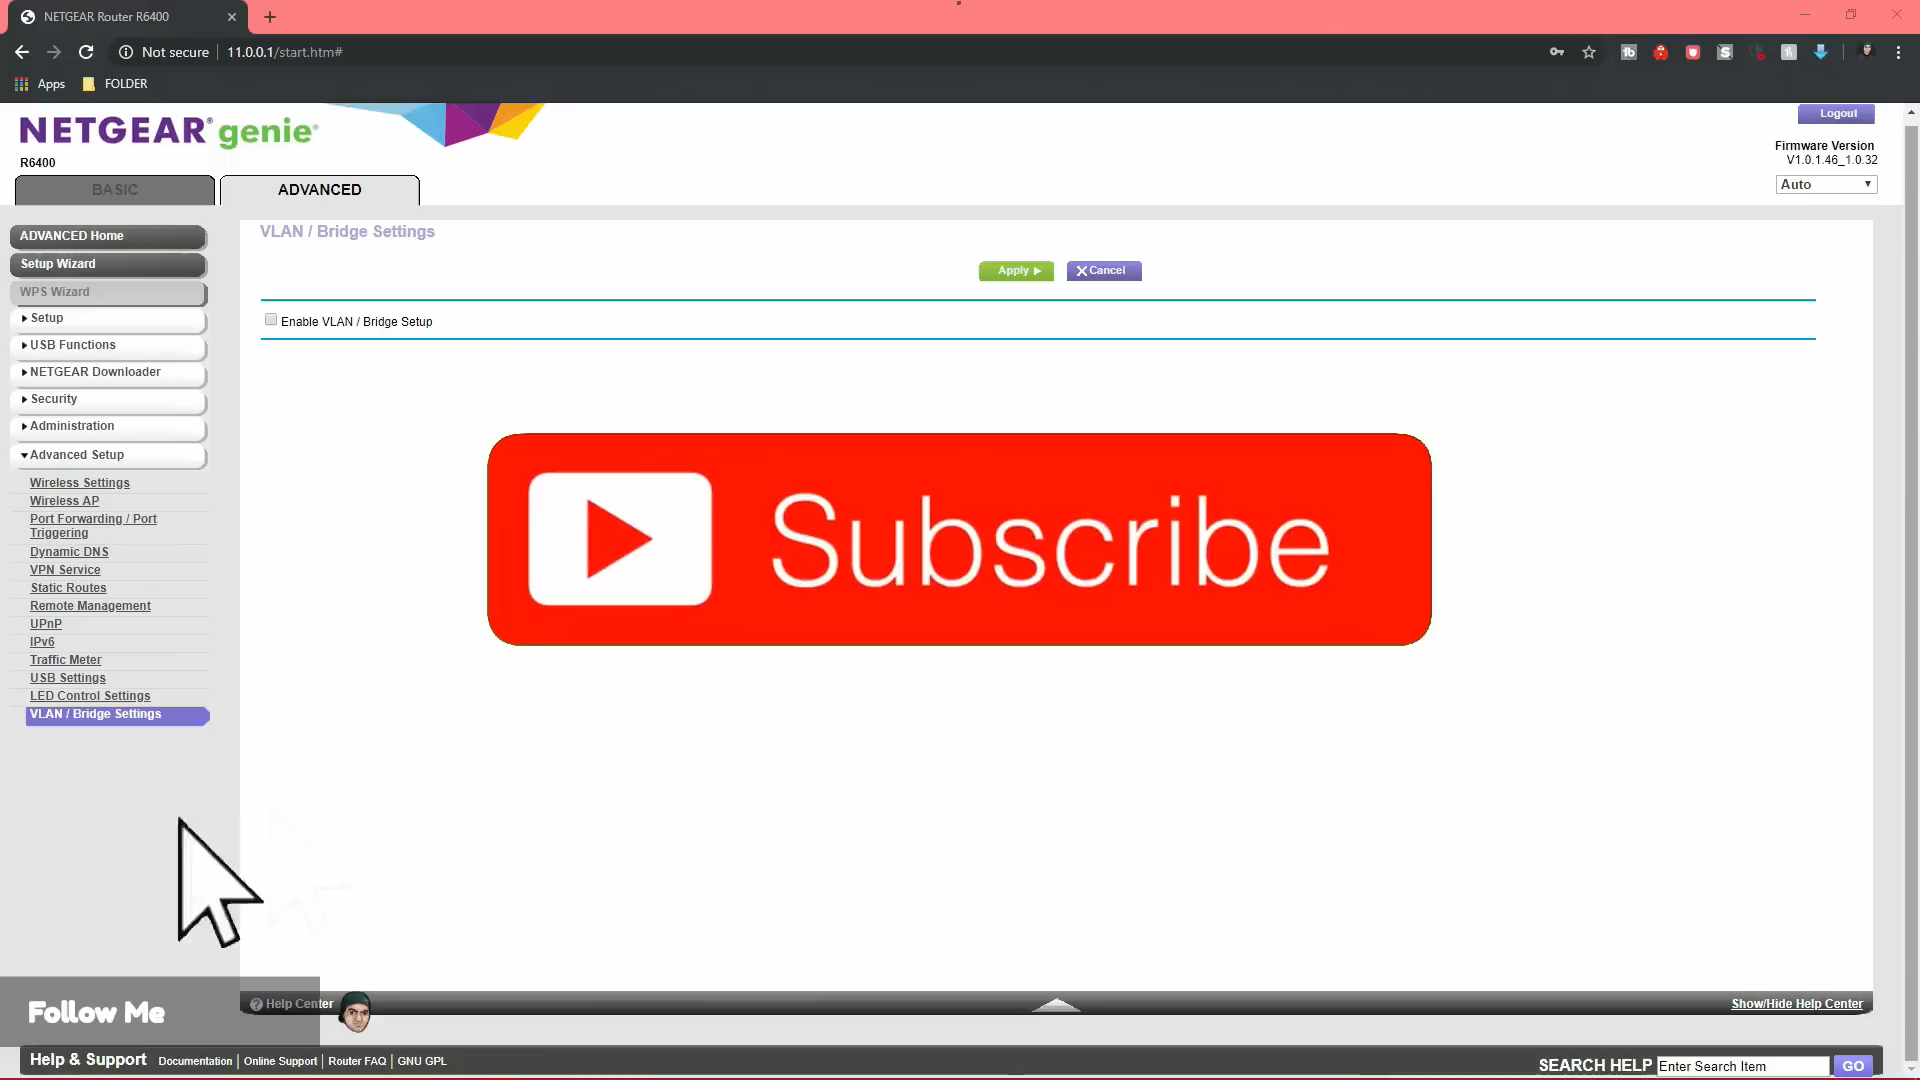 NETGEAR Router R6400
Not secure | 11.0.0.1/start.htm#
Apps FOLDER
NETGEAR® genie®
Logout
R6400
Firmware Version
V1.0.1.46_1.0.32
Auto
BASIC
ADVANCED
ADVANCED Home
Setup Wizard
WPS Wizard
Setup
USB Functions
NETGEAR Downloader
Security
Administration
Advanced Setup
Wireless Settings
Wireless AP
Port Forwarding / Port
Triggering
Dynamic DNS
VPN Service
Static Routes
Remote Management
UPnP
IPv6
Traffic Meter
USB Settings
LED Control Settings
VLAN / Bridge Settings
VLAN / Bridge Settings
Apply
Cancel
Enable VLAN / Bridge Setup
Subscribe
Follow Me
Help Center
Show/Hide Help Center
Help & Support Documentation | Online Support | Router FAQ | GNU GPL
SEARCH HELP Enter Search Item GO